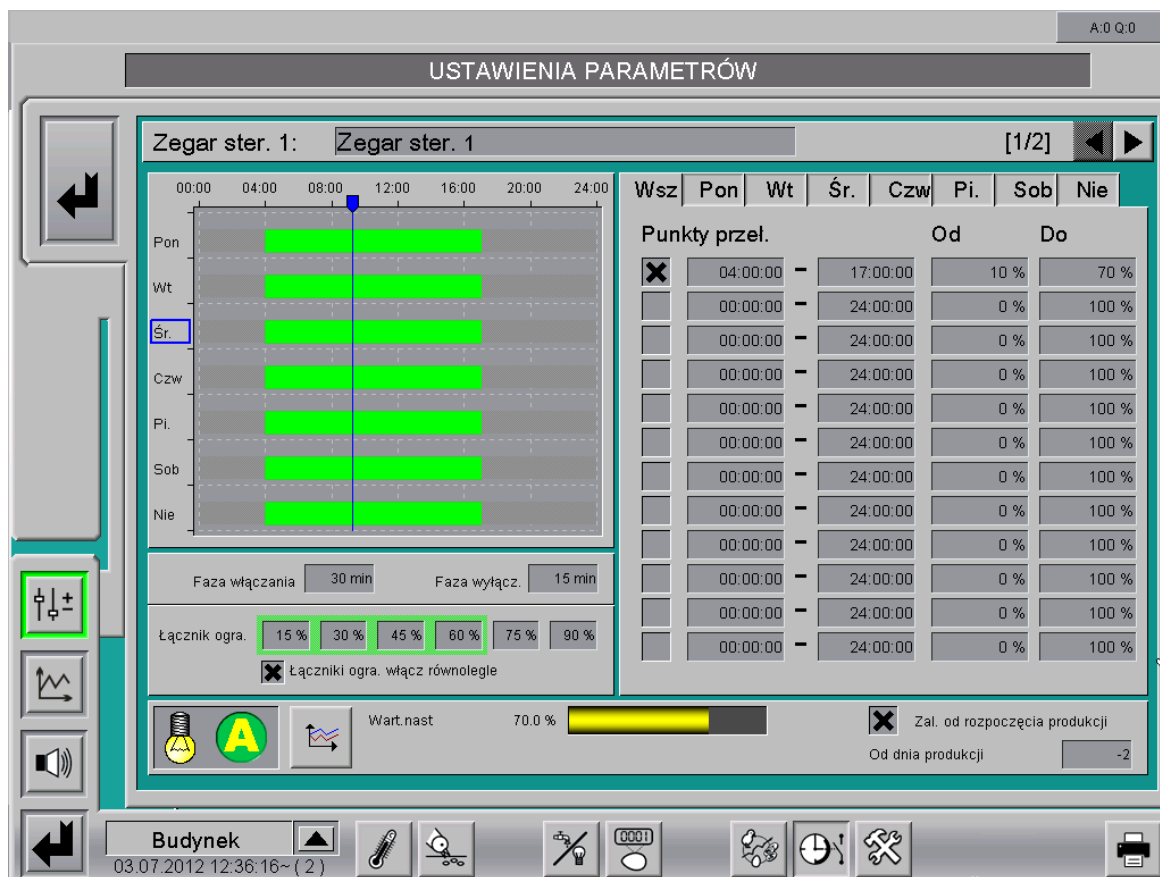 A:0 Q:0
USTAWIENIA PARAMETRÓW
Zegar ster. 1: Zegar ster. 1 [1/2]
00:00 04:00 08:00 12:00 16:00 20:00 24:00
Pon
Wt
Śr.
Czw
Pi.
Sob
Nie
Faza włączania 30 min Faza wyłącz. 15 min
Łącznik ogra. 15 % 30 % 45 % 60 % 75 % 90 %
Łączniki ogra. włącz równolegle
Wsz Pon Wt Śr. Czw Pi. Sob Nie
Punkty przeł. Od Do
04:00:00 - 17:00:00 10 % 70 %
00:00:00 - 24:00:00 0 % 100 %
00:00:00 - 24:00:00 0 % 100 %
00:00:00 - 24:00:00 0 % 100 %
00:00:00 - 24:00:00 0 % 100 %
00:00:00 - 24:00:00 0 % 100 %
00:00:00 - 24:00:00 0 % 100 %
00:00:00 - 24:00:00 0 % 100 %
00:00:00 - 24:00:00 0 % 100 %
00:00:00 - 24:00:00 0 % 100 %
00:00:00 - 24:00:00 0 % 100 %
00:00:00 - 24:00:00 0 % 100 %
A
Wart.nast 70.0 %
Zał. od rozpoczęcia produkcji
Od dnia produkcji -2
Budynek
03.07.2012 12:36:16~ ( 2 )
0001